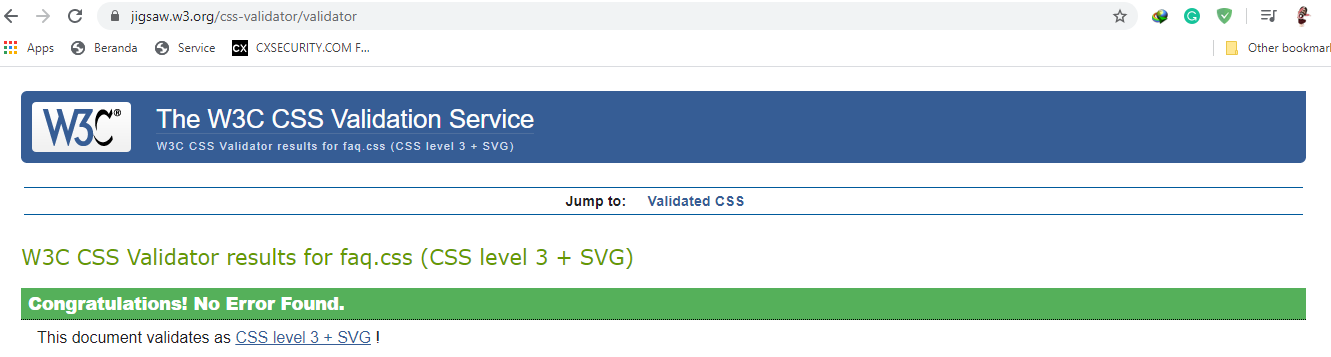 jigsaw.w3.org/css-validator/validator
Apps Beranda Service CX CXSECURITY.COM F... Other bookmar
W3C® The W3C CSS Validation Service
W3C CSS Validator results for faq.css (CSS level 3 + SVG)
Jump to: Validated CSS
W3C CSS Validator results for faq.css (CSS level 3 + SVG)
Congratulations! No Error Found.
This document validates as CSS level 3 + SVG !